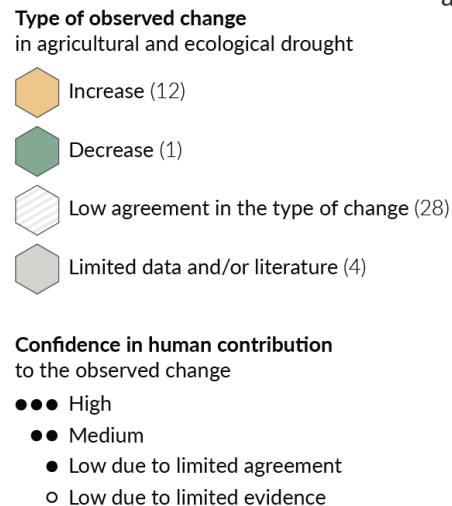 Type of observed change
in agricultural and ecological drought
Increase (12)
Decrease (1)
Low agreement in the type of change (28)
Limited data and/or literature (4)
Confidence in human contribution
to the observed change
●●● High
●● Medium
● Low due to limited agreement
○ Low due to limited evidence